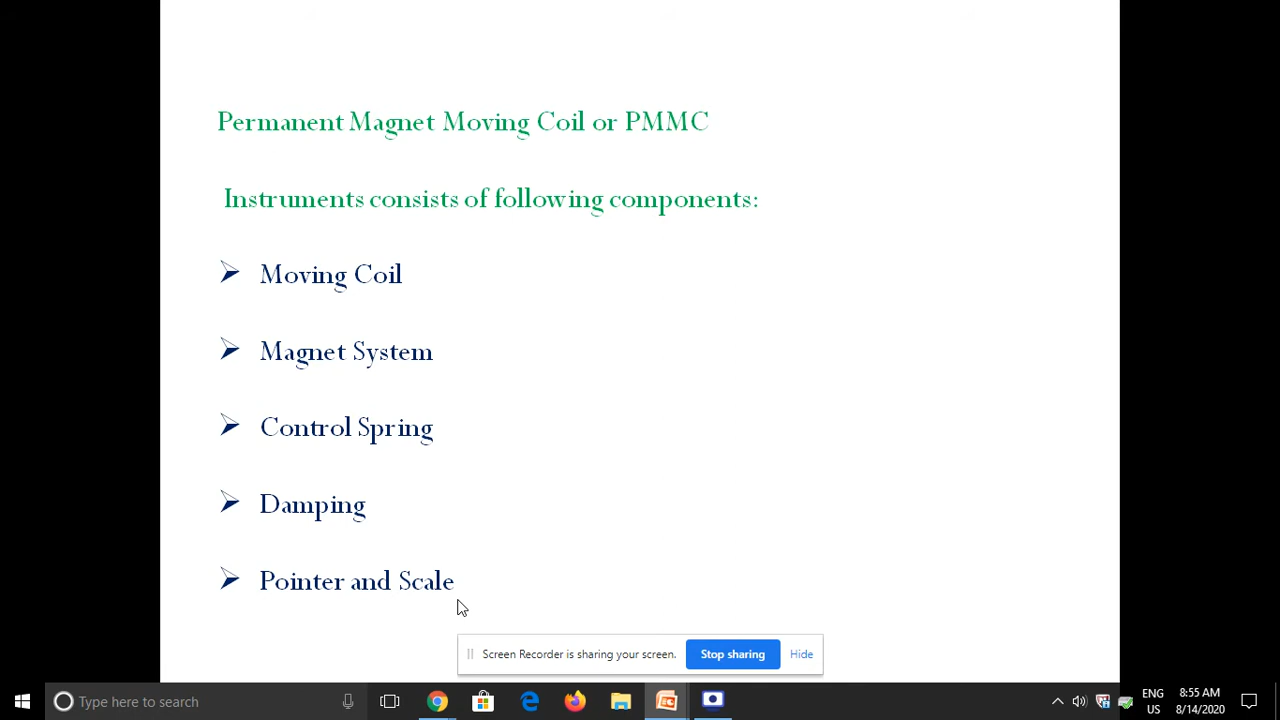 Permanent Magnet Moving Coil or PMMC
Instruments consists of following components:
Moving Coil
Magnet System
Control Spring
Damping
Pointer and Scale
Screen Recorder is sharing your screen. Stop sharing Hide
Type here to search
ENG 8:55 AM
US 8/14/2020